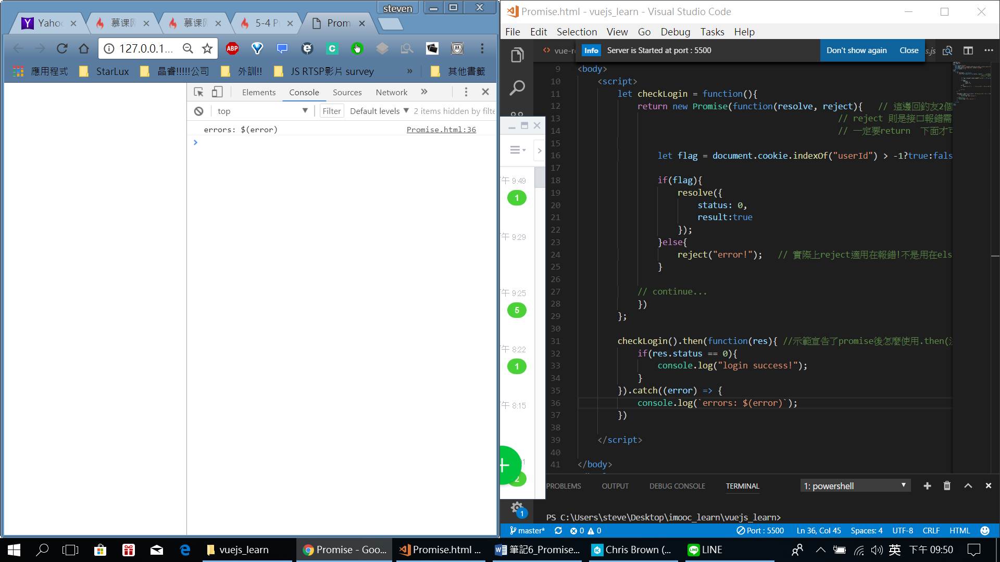 steven
Yahoo
慕课网
慕课网
5-4 P
Prom
127.0.0.1...
ABP
應用程式
StarLux
晶睿!!!!!公司
外訓!!
JS RTSP影片 survey
»
其他書籤
Elements
Console
Sources
Network
»
top
Filter
Default levels
2 items hidden by filte
errors: $(error)
Promise.html:36
>
午 9:49
1
午 9:29
午 9:25
5
午 8:22
1
午 8:15
2
Promise.html - vuejs_learn - Visual Studio Code
File Edit Selection View Go Debug Tasks Help
vue-r
Info Server is Started at port : 5500
Don't show again
Close
s.js
9 <body>
10 <script>
11 let checkLogin = function(){
12 return new Promise(function(resolve, reject){ // 這邊回釣友2個
13 // reject 則是接口報錯需
14 // 一定要return 下面才可
15
16 let flag = document.cookie.indexOf("userId") > -1?true:fals
17
18 if(flag){
19 resolve({
20 status: 0,
21 result:true
22 });
23 }else{
24 reject("error!"); // 實際上reject適用在報錯!不是用在els
25 }
26
27 // continue...
28 })
29 };
30
31 checkLogin().then(function(res){ //示範宣告了promise後怎麼使用.then(
32 if(res.status == 0){
33 console.log("login success!");
34 }
35 }).catch((error) => {
36 console.log(`errors: $(error)`);
37 })
38
39 </script>
40
41 </body>
PROBLEMS
OUTPUT
DEBUG CONSOLE
TERMINAL
1: powershell
PS C:\Users\steve\Desktop\imooc_learn\vuejs_learn>
1
master*
0
0
Port : 5500
Ln 36, Col 45
Spaces: 4
UTF-8
CRLF
HTML
vuejs_learn
Promise - Goo...
Promise.html ...
筆記6_Promise...
Chris Brown (...
LINE
英
下午 09:50